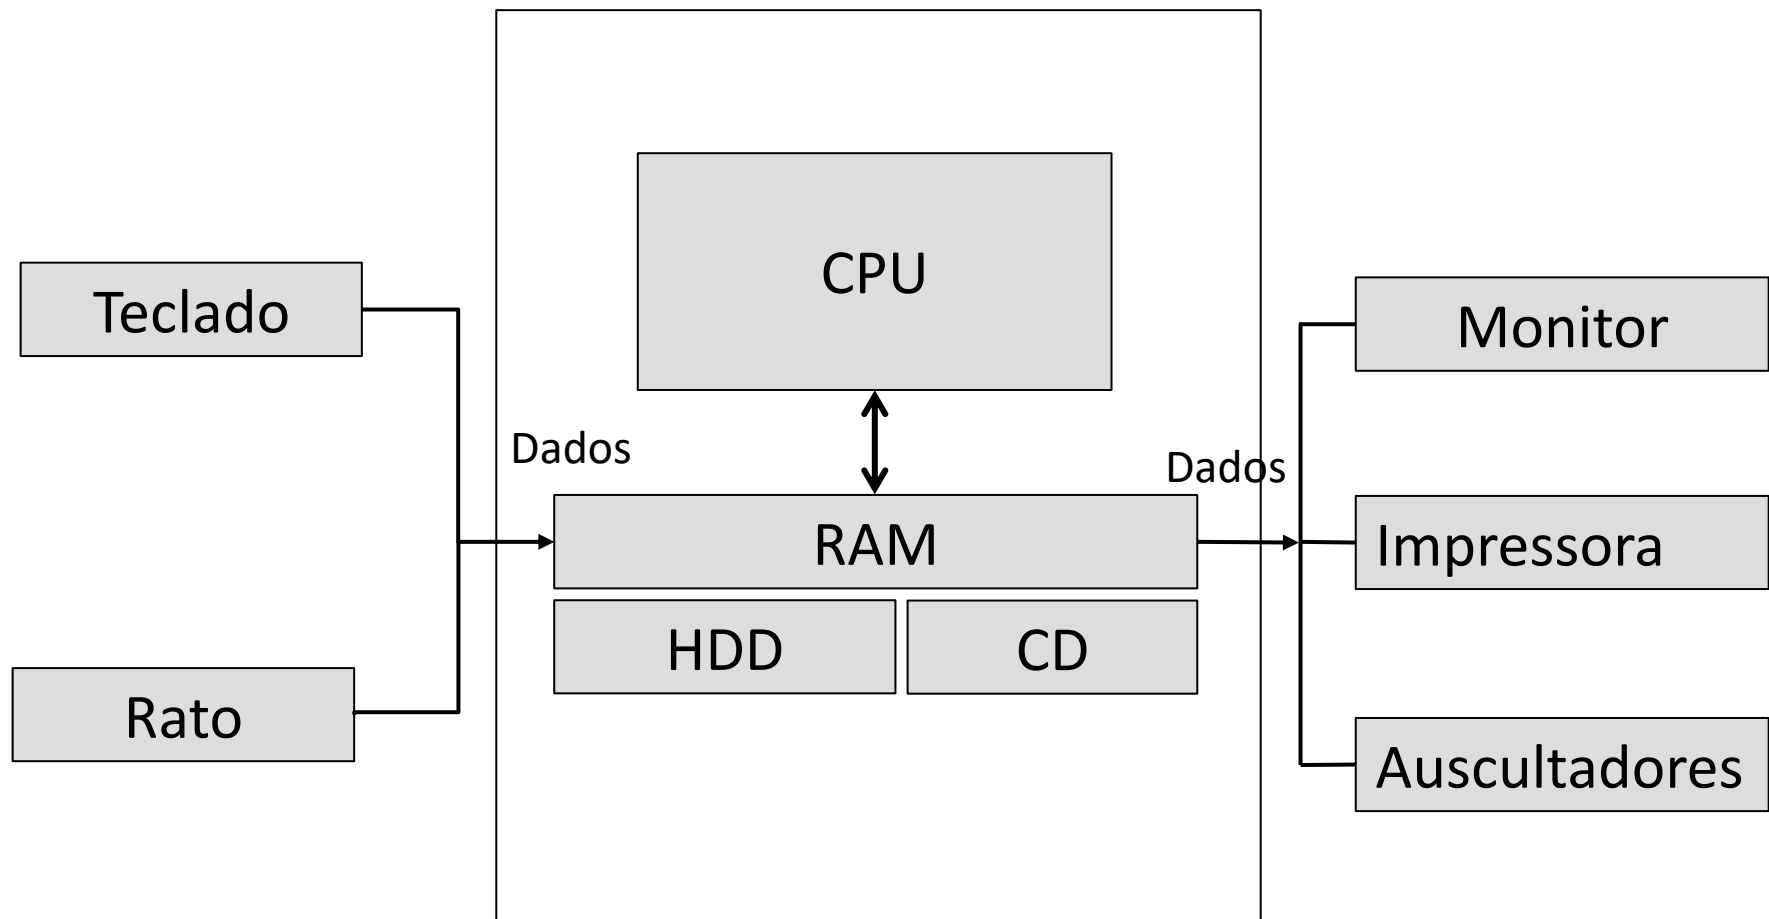 CPU
Teclado
Monitor
Dados
Dados
RAM
Impressora
HDD
CD
Rato
Auscultadores